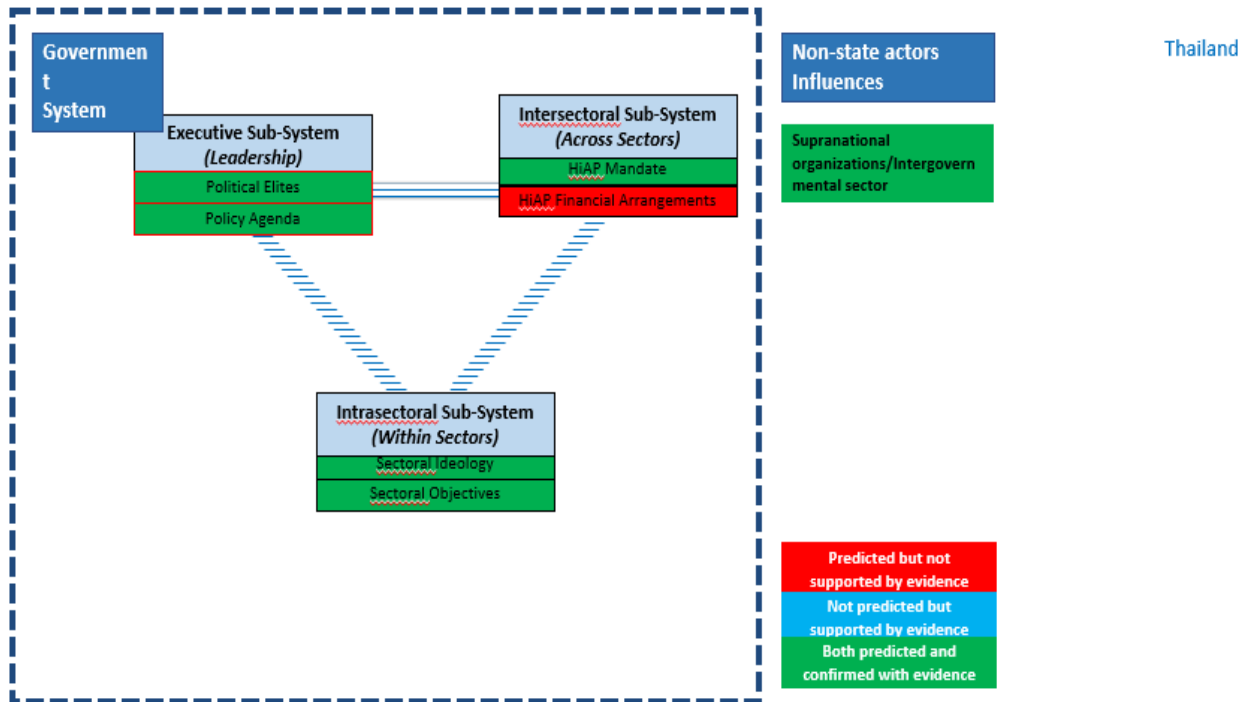 Governmen
t
System
Executive Sub-System
(Leadership)
Political Elites
Policy Agenda
Intersectoral Sub-System
(Across Sectors)
HiAP Mandate
HiAP Financial Arrangements
Intrasectoral Sub-System
(Within Sectors)
Sectoral Ideology
Sectoral Objectives
Non-state actors
Influences
Thailand
Supranational
organizations/Intergovern
mental sector
Predicted but not
supported by evidence
Not predicted but
supported by evidence
Both predicted and
confirmed with evidence